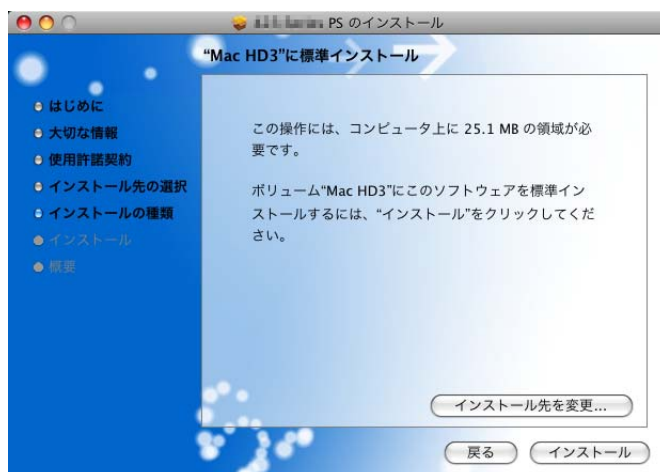 PS のインストール
“Mac HD3”に標準インストール
はじめに
大切な情報
使用許諾契約
インストール先の選択
インストールの種類
インストール
概要
この操作には、コンピュータ上に 25.1 MB の領域が必
要です。
ボリューム“Mac HD3”にこのソフトウェアを標準イン
ストールするには、“インストール”をクリックしてくだ
さい。
インストール先を変更...
戻る
インストール